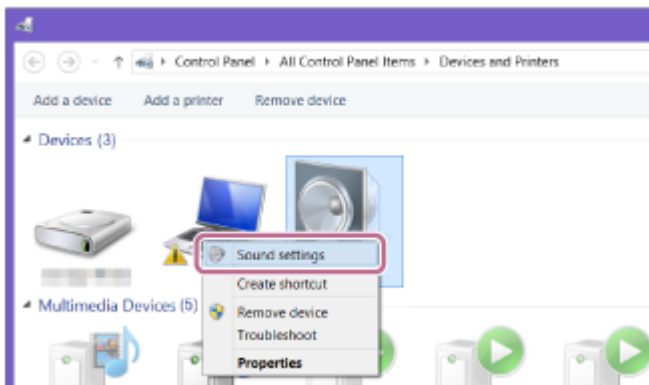 Control Panel All Control Panel Items Devices and Printers
Add a device Add a printer Remove device
Devices (3)
Sound settings
Create shortcut
Multimedia Devices (5)
Remove device
Troubleshoot
Properties